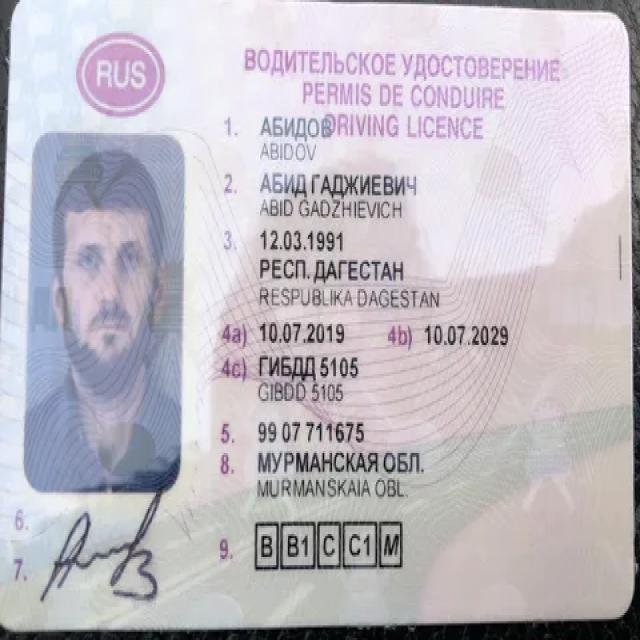 RUS
ВОДИТЕЛЬСКОЕ УДОСТОВЕРЕНИЕ
PERMIS DE CONDUIRE
DRIVING LICENCE
1. АБИДОВ
ABIDOV
2. АБИД ГАДЖИЕВИЧ
ABID GADZHIEVICH
3. 12.03.1991
РЕСП. ДАГЕСТАН
RESPUBLIKA DAGESTAN
4a) 10.07.2019 4b) 10.07.2029
4c) ГИБДД 5105
GIBDD 5105
5. 99 07 711675
8. МУРМАНСКАЯ ОБЛ.
MURMANSKAIA OBL.
6.
7.
9. B B1 C C1 M